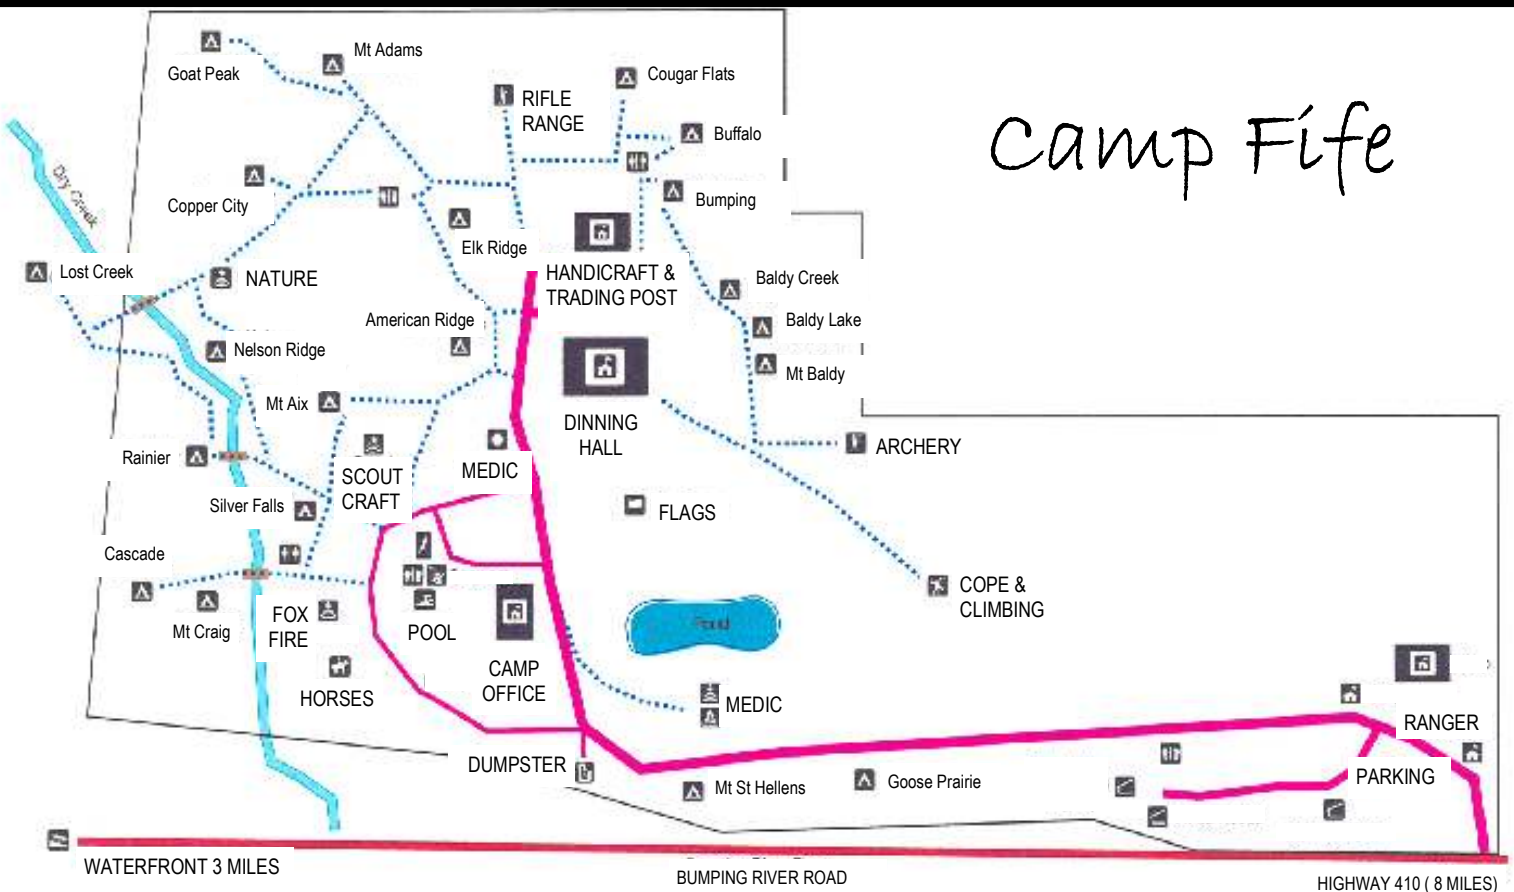 Camp Fife
Mt Adams
Goat Peak
Cougar Flats
RIFLE
RANGE
Buffalo
Dry Creek
Copper City
Bumping
Elk Ridge
Lost Creek
NATURE
HANDICRAFT &
TRADING POST
Baldy Creek
American Ridge
Baldy Lake
Nelson Ridge
Mt Baldy
Mt Aix
DINNING
HALL
ARCHERY
Rainier
SCOUT
CRAFT
MEDIC
Silver Falls
FLAGS
Cascade
COPE &
CLIMBING
FOX
FIRE
Mt Craig
POOL
Pond
CAMP
OFFICE
HORSES
MEDIC
RANGER
DUMPSTER
PARKING
Mt St Hellens
Goose Prairie
WATERFRONT 3 MILES
BUMPING RIVER ROAD
HIGHWAY 410 ( 8 MILES)